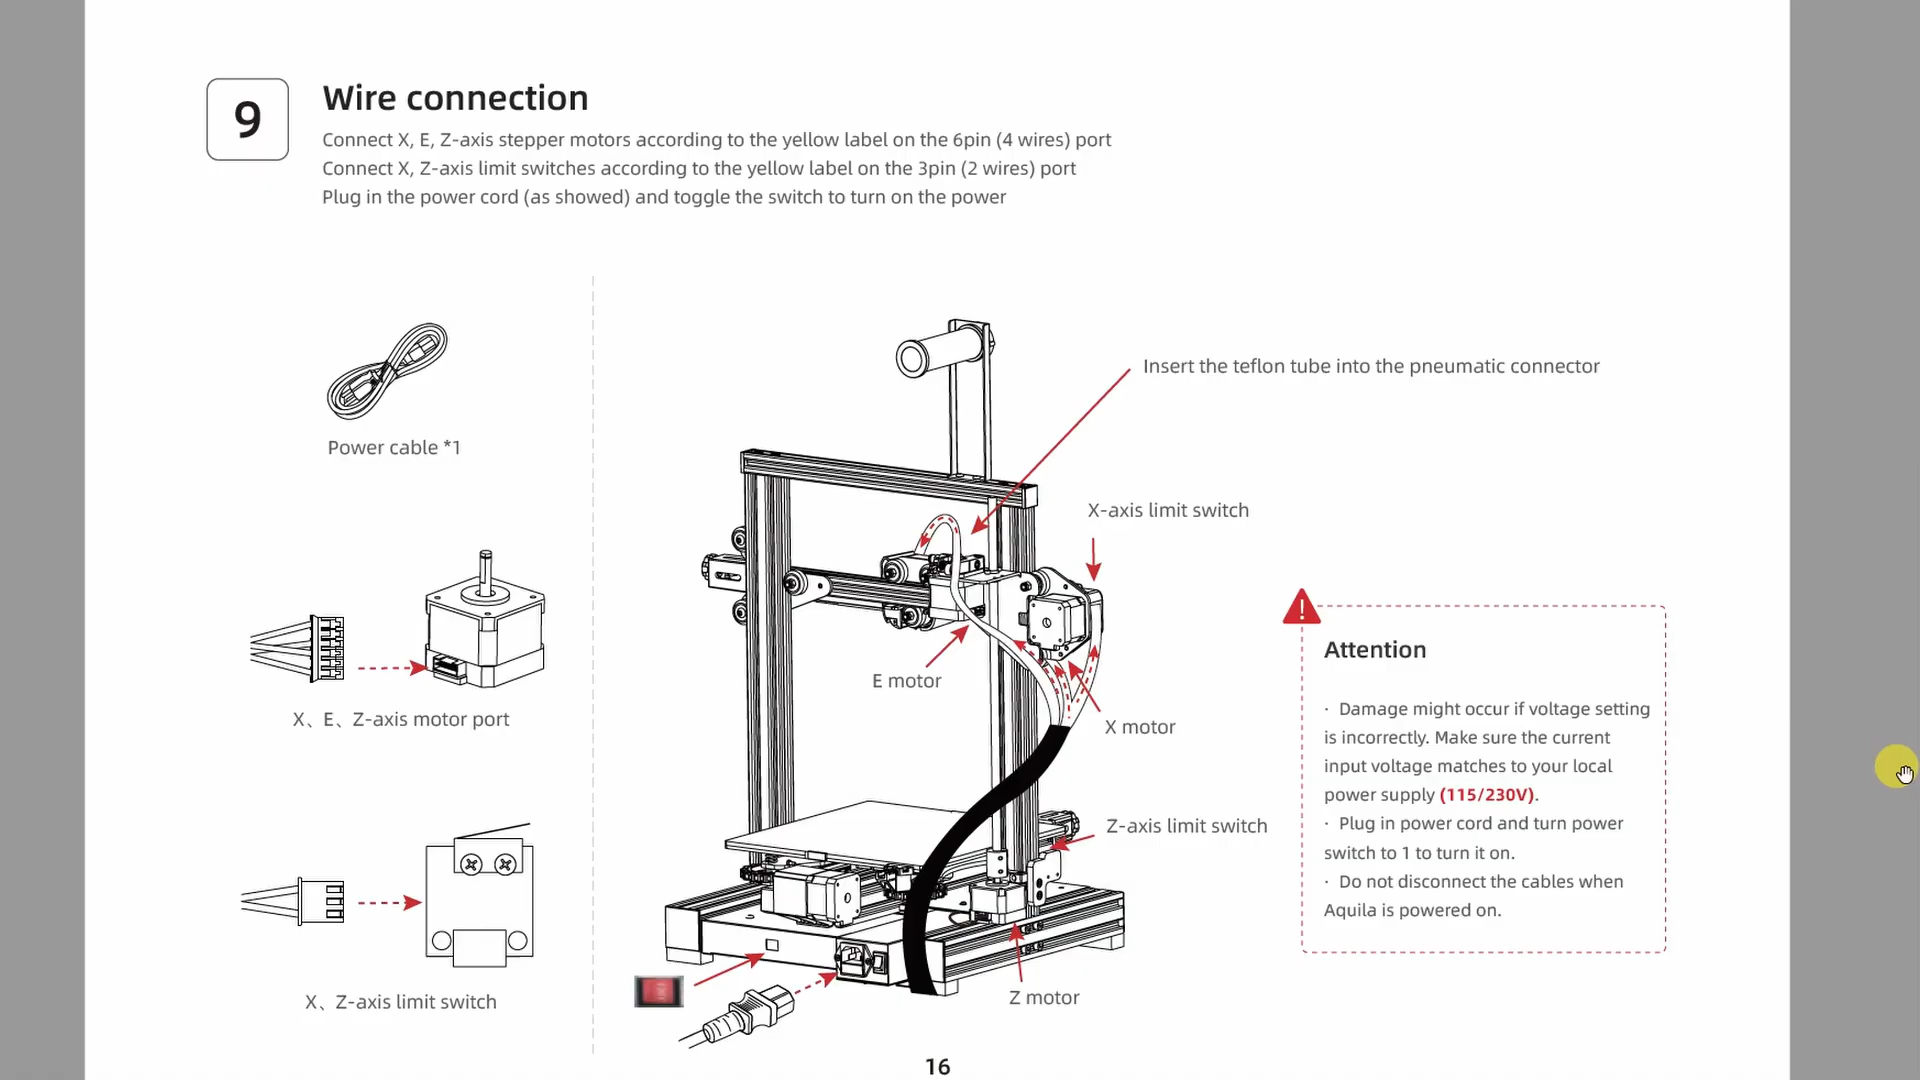 9
Wire connection
Connect X, E, Z-axis stepper motors according to the yellow label on the 6pin (4 wires) port
Connect X, Z-axis limit switches according to the yellow label on the 3pin (2 wires) port
Plug in the power cord (as showed) and toggle the switch to turn on the power
Power cable *1
X、E、Z-axis motor port
X、Z-axis limit switch
Insert the teflon tube into the pneumatic connector
X-axis limit switch
E motor
X motor
Z-axis limit switch
Z motor
!
Attention
· Damage might occur if voltage setting
is incorrectly. Make sure the current
input voltage matches to your local
power supply (115/230V).
· Plug in power cord and turn power
switch to 1 to turn it on.
· Do not disconnect the cables when
Aquila is powered on.
16